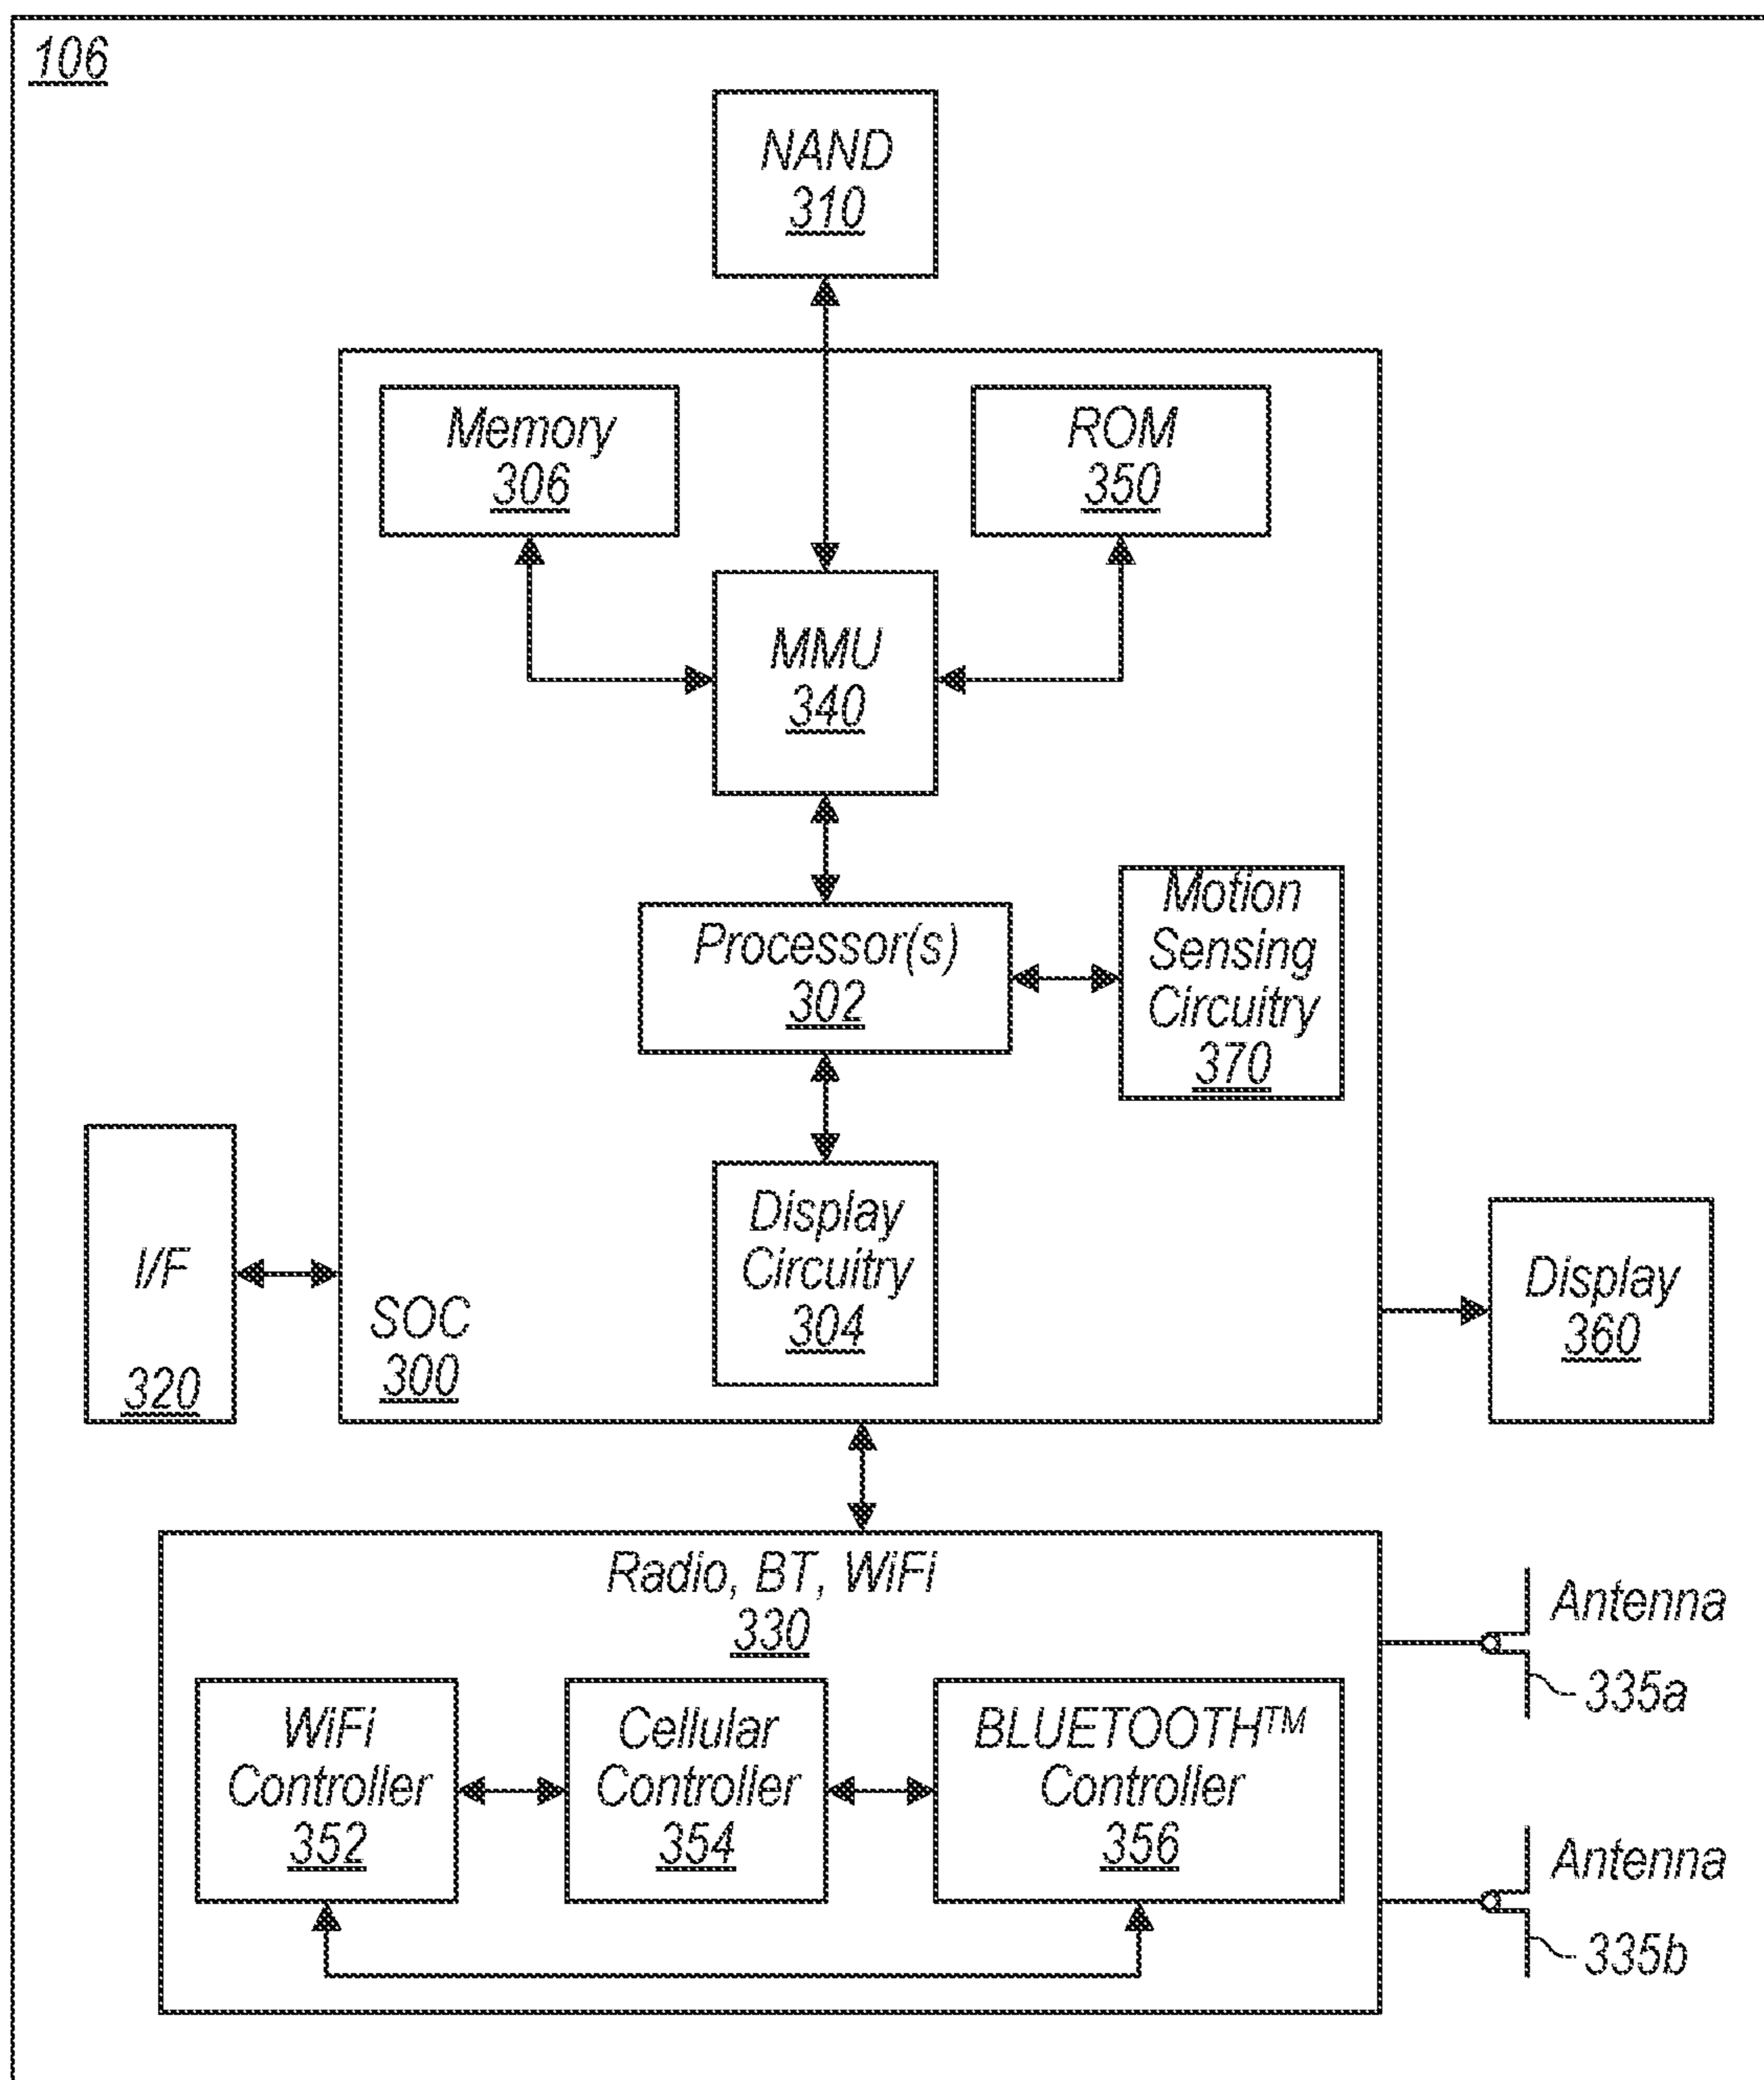 106
NAND
310
Memory
306
ROM
350
MMU
340
Processor(s)
302
Motion
Sensing
Circuitry
370
Display
Circuitry
304
I/F
320
SOC
300
Display
360
Radio, BT, WiFi
330
WiFi
Controller
352
Cellular
Controller
354
BLUETOOTH™
Controller
356
Antenna
335a
Antenna
335b